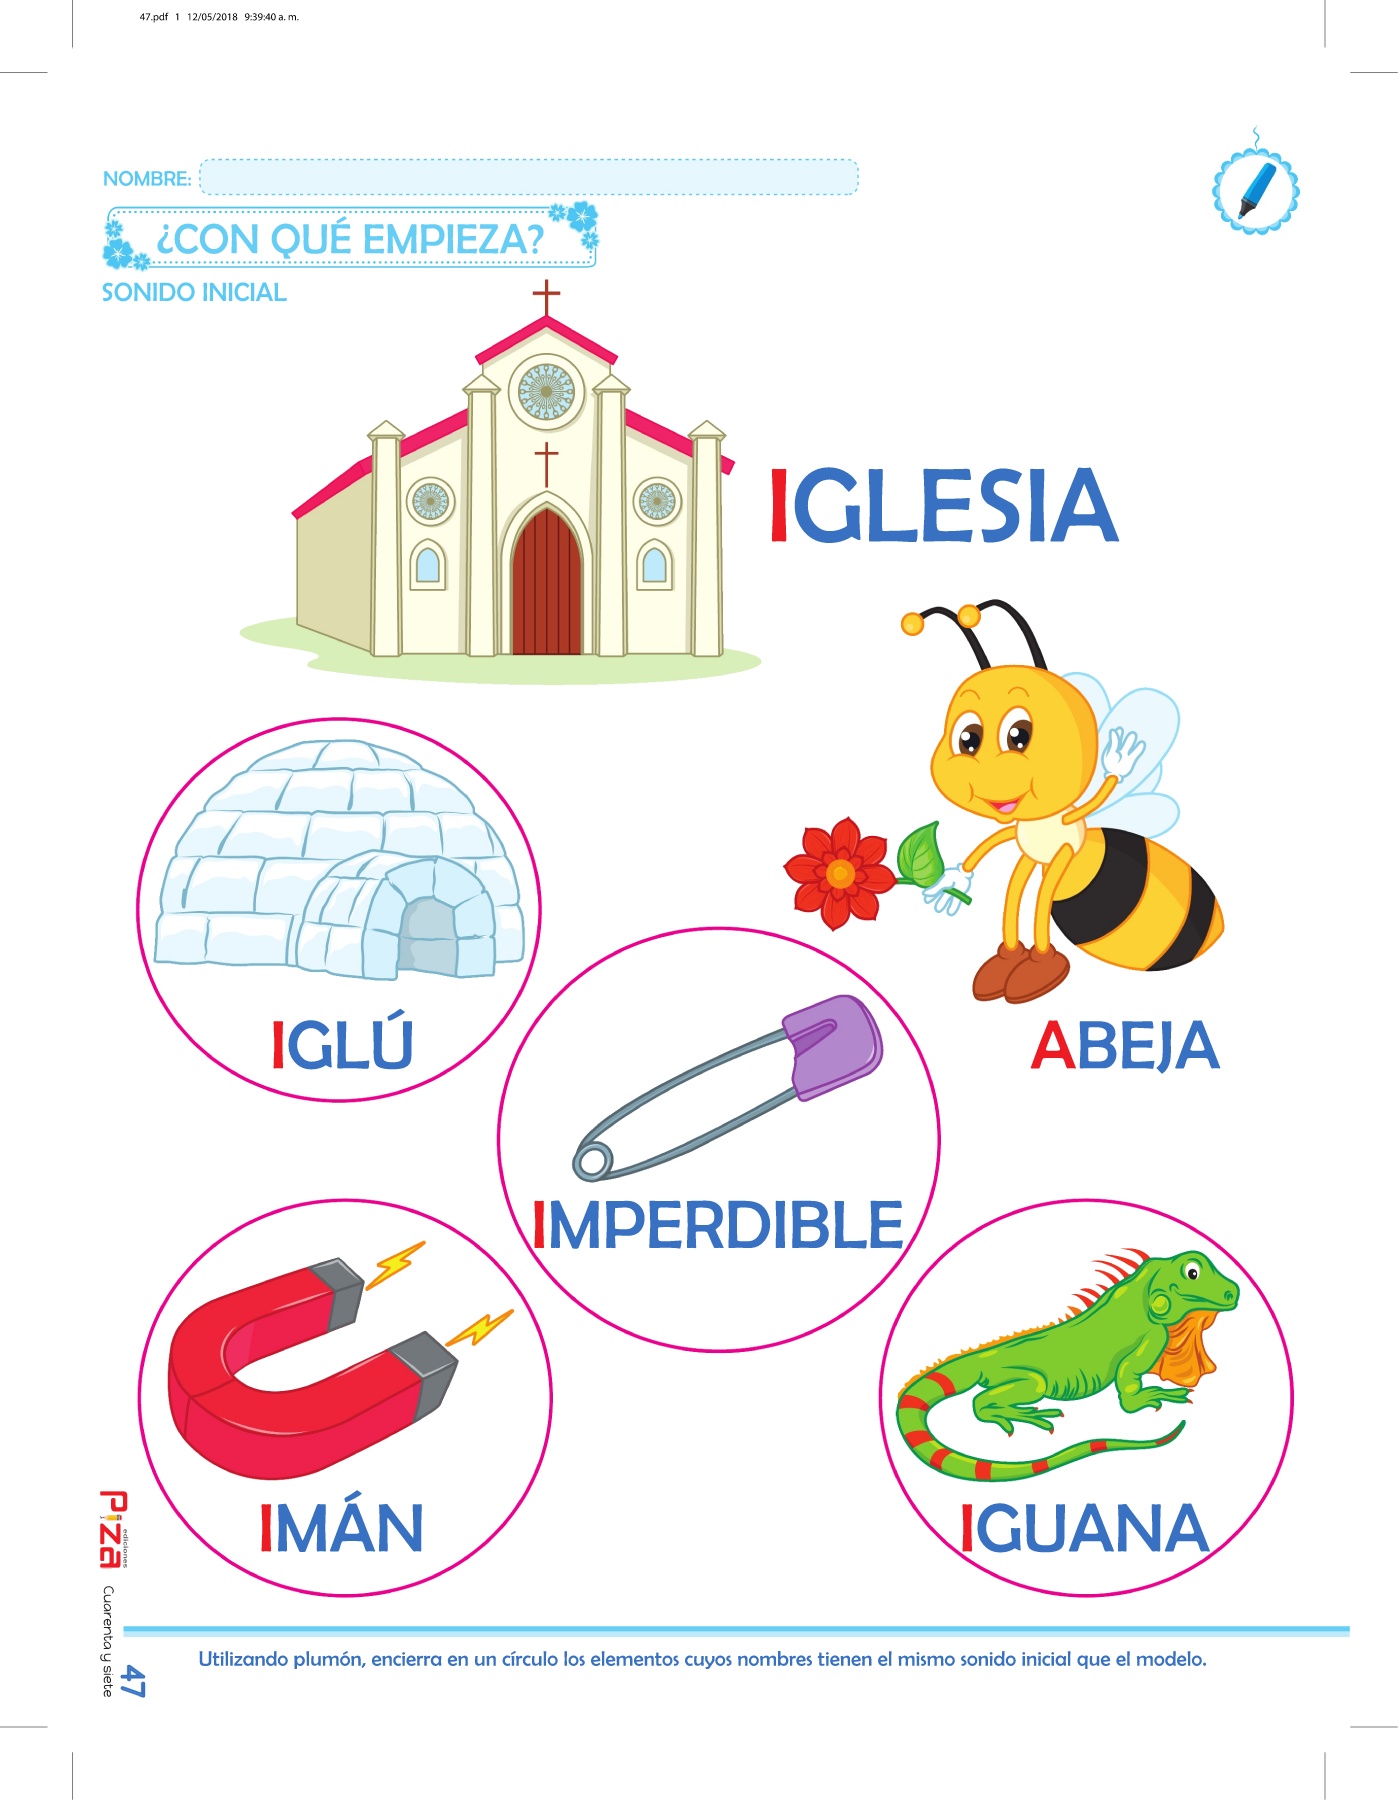 47.pdf 1 12/05/2018 9:39:40 a. m.
NOMBRE:
¿CON QUÉ EMPIEZA?
SONIDO INICIAL
IGLESIA
IGLÚ
ABEJA
IMPERDIBLE
IMÁN
IGUANA
Piza
ediciones
Cuarenta y siete
47
Utilizando plumón, encierra en un círculo los elementos cuyos nombres tienen el mismo sonido inicial que el modelo.